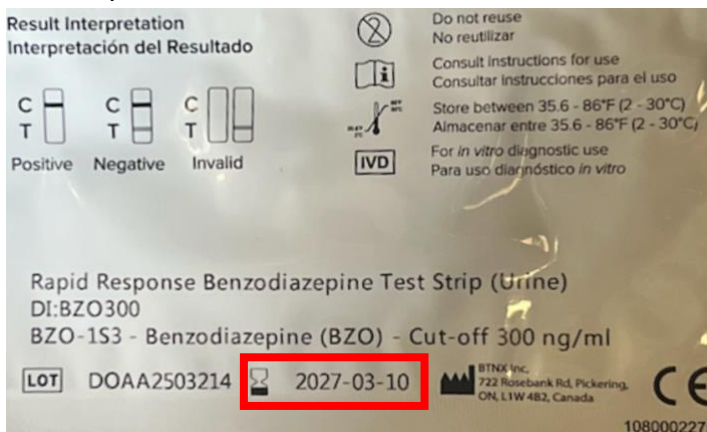 Result Interpretation
Interpretación del Resultado
C
T
Positive
C
T
Negative
C
T
Invalid
Do not reuse
No reutilizar
Consult instructions for use
Consultar instrucciones para el uso
Store between 35.6 - 86°F (2 - 30°C)
Almacenar entre 35.6 - 86°F (2 - 30°C)
IVD
For in vitro diagnostic use
Para uso diagnóstico in vitro
Rapid Response Benzodiazepine Test Strip (Urine)
DI:BZO300
BZO-1S3 - Benzodiazepine (BZO) - Cut-off 300 ng/ml
LOT DOAA2503214 2027-03-10
BTNX Inc.
722 Rosebank Rd, Pickering,
ON, L1W 4B2, Canada
CE
108000227